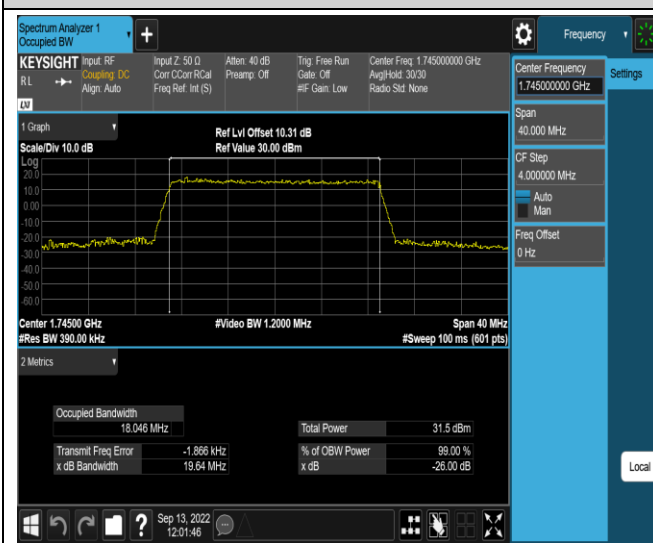 Spectrum Analyzer 1
Occupied BW
Frequency
KEYSIGHT
RL
LXI
Input: RF
Coupling: DC
Align: Auto
Input Z: 50 Ω
Corr CCorr RCal
Freq Ref: Int (S)
Atten: 40 dB
Preamp: Off
Trig: Free Run
Gate: Off
#IF Gain: Low
Center Freq: 1.745000000 GHz
Avg|Hold: 30/30
Radio Std: None
Center Frequency
1.745000000 GHz
Settings
Span
40.000 MHz
CF Step
4.000000 MHz
Auto
Man
Freq Offset
0 Hz
1 Graph
Scale/Div 10.0 dB
Ref Lvl Offset 10.31 dB
Ref Value 30.00 dBm
Log
20.0
10.0
0.00
-10.0
-20.0
-30.0
-40.0
-50.0
-60.0
Center 1.74500 GHz
#Video BW 1.2000 MHz
Span 40 MHz
#Res BW 390.00 kHz
#Sweep 100 ms (601 pts)
2 Metrics
Occupied Bandwidth
18.046 MHz
Total Power 31.5 dBm
Transmit Freq Error -1.866 kHz
% of OBW Power 99.00 %
x dB Bandwidth 19.64 MHz
x dB -26.00 dB
Local
?
Sep 13, 2022
12:01:46